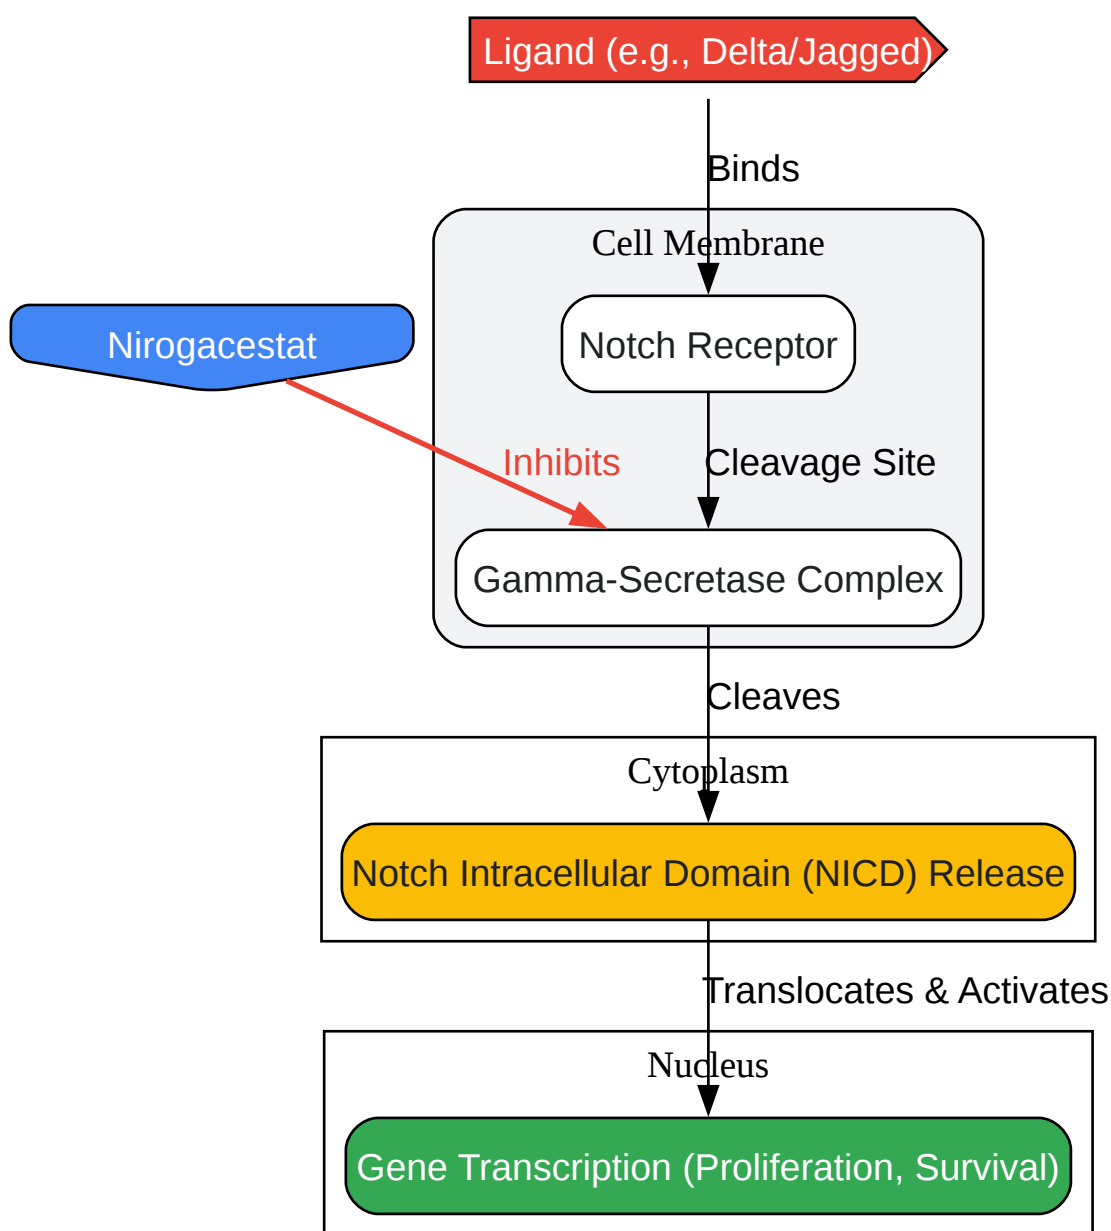 Ligand (e.g., Delta/Jagged)
Binds
Cell Membrane
Nirogacestat
Notch Receptor
Inhibits
Cleavage Site
Gamma-Secretase Complex
Cleaves
Cytoplasm
Notch Intracellular Domain (NICD) Release
Translocates & Activates
Nucleus
Gene Transcription (Proliferation, Survival)